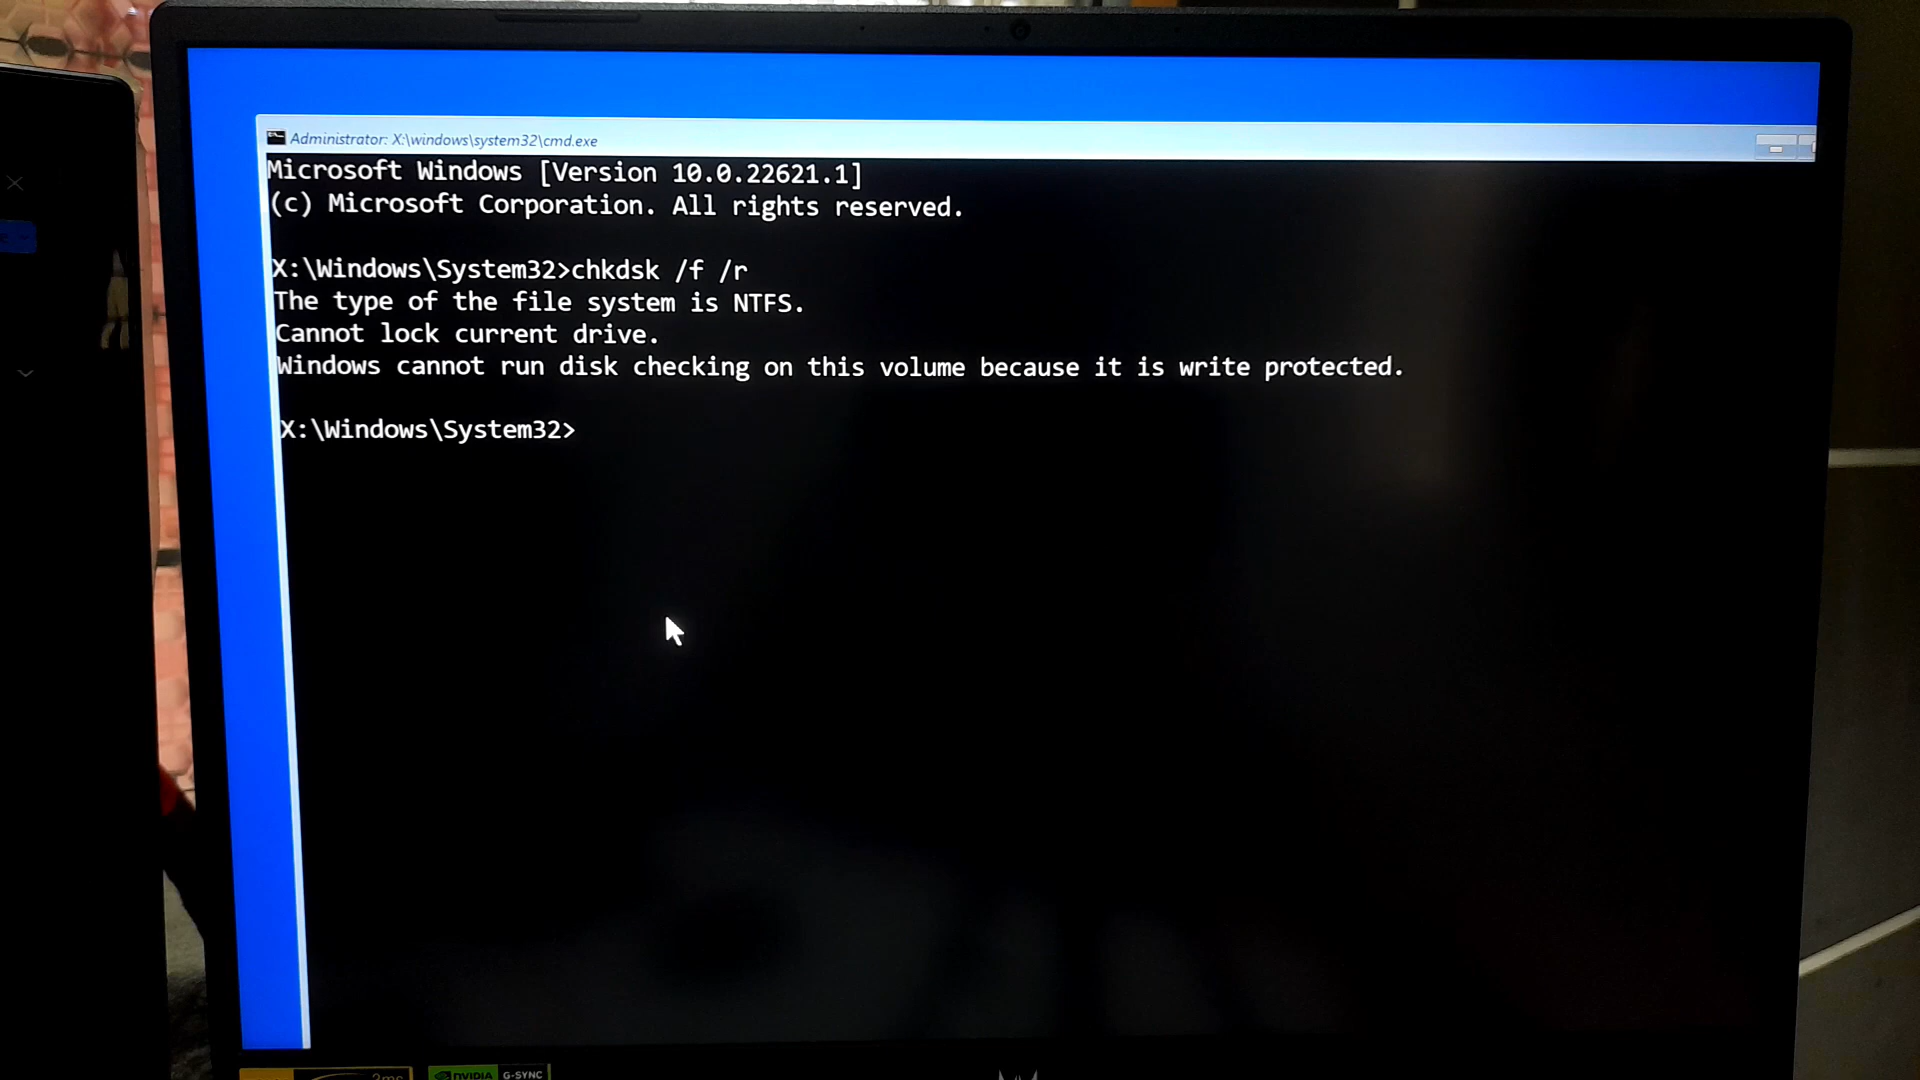 Administrator: X:\windows\system32\cmd.exe
Microsoft Windows [Version 10.0.22621.1]
(c) Microsoft Corporation. All rights reserved.
X:\Windows\System32>chkdsk /f /r
The type of the file system is NTFS.
Cannot lock current drive.
Windows cannot run disk checking on this volume because it is write protected.
X:\Windows\System32>
3ms
NVIDIA G-SYNC